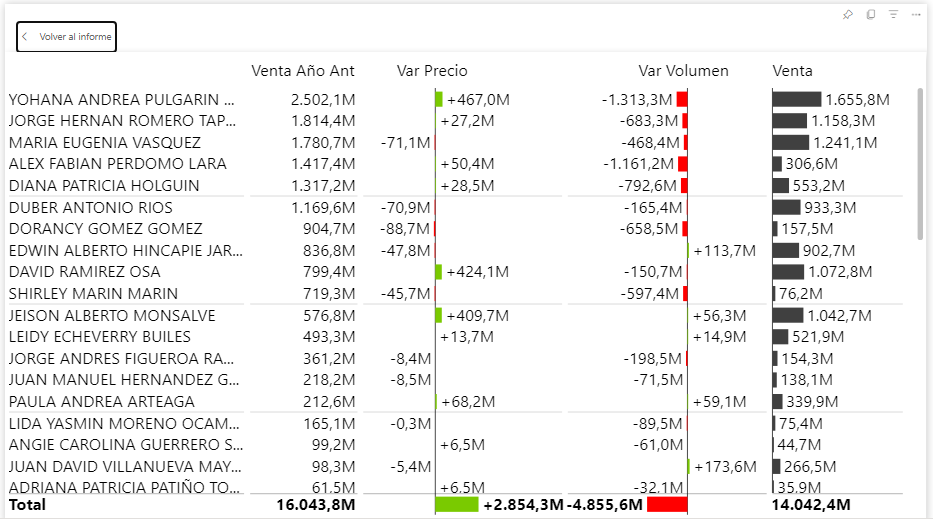 Volver al informe
Venta Año Ant Var Precio Var Volumen Venta
YOHANA ANDREA PULGARIN ... 2.502,1M +467,0M -1.313,3M 1.655,8M
JORGE HERNAN ROMERO TAP... 1.814,4M +27,2M -683,3M 1.158,3M
MARIA EUGENIA VASQUEZ 1.780,7M -71,1M -468,4M 1.241,1M
ALEX FABIAN PERDOMO LARA 1.417,4M +50,4M -1.161,2M 306,6M
DIANA PATRICIA HOLGUIN 1.317,2M +28,5M -792,6M 553,2M
DUBER ANTONIO RIOS 1.169,6M -70,9M -165,4M 933,3M
DORANCY GOMEZ GOMEZ 904,7M -88,7M -658,5M 157,5M
EDWIN ALBERTO HINCAPIE JAR... 836,8M -47,8M +113,7M 902,7M
DAVID RAMIREZ OSA 799,4M +424,1M -150,7M 1.072,8M
SHIRLEY MARIN MARIN 719,3M -45,7M -597,4M 76,2M
JEISON ALBERTO MONSALVE 576,8M +409,7M +56,3M 1.042,7M
LEIDY ECHEVERRY BUILES 493,3M +13,7M +14,9M 521,9M
JORGE ANDRES FIGUEROA RA... 361,2M -8,4M -198,5M 154,3M
JUAN MANUEL HERNANDEZ G... 218,2M -8,5M -71,5M 138,1M
PAULA ANDREA ARTEAGA 212,6M +68,2M +59,1M 339,9M
LIDA YASMIN MORENO OCAM... 165,1M -0,3M -89,5M 75,4M
ANGIE CAROLINA GUERRERO S... 99,2M +6,5M -61,0M 44,7M
JUAN DAVID VILLANUEVA MAY... 98,3M -5,4M +173,6M 266,5M
ADRIANA PATRICIA PATIÑO TO... 61,5M +6,5M -32,1M 35,9M
Total 16.043,8M +2.854,3M -4.855,6M 14.042,4M